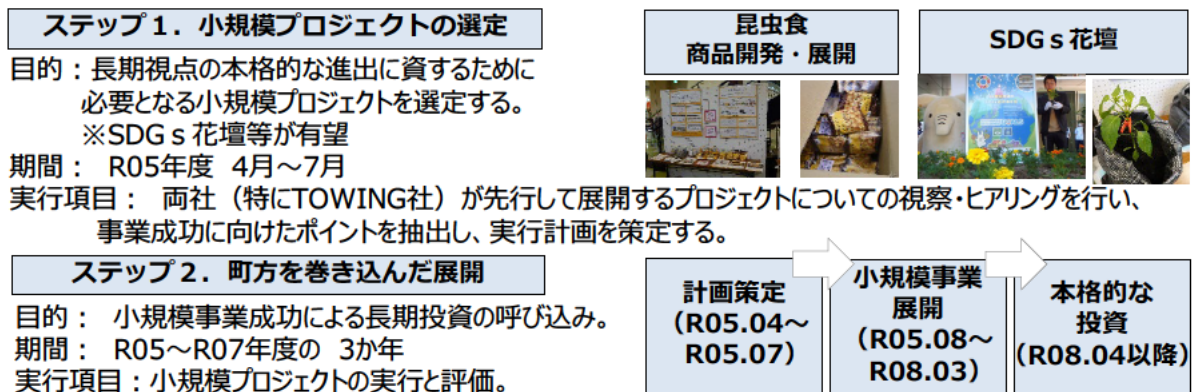 ステップ１．小規模プロジェクトの選定
目的：長期視点の本格的な進出に資するために
必要となる小規模プロジェクトを選定する。
※SDGｓ花壇等が有望
期間： R05年度 4月～7月
実行項目： 両社（特にTOWING社）が先行して展開するプロジェクトについての視察・ヒアリングを行い、
事業成功に向けたポイントを抽出し、実行計画を策定する。
昆虫食
商品開発・展開
SDGｓ花壇
ステップ２．町方を巻き込んだ展開
目的： 小規模事業成功による長期投資の呼び込み。
期間： R05～R07年度の 3か年
実行項目：小規模プロジェクトの実行と評価。
計画策定
（R05.04～
R05.07）
小規模事業
展開
（R05.08～
R08.03）
本格的な
投資
（R08.04以降）